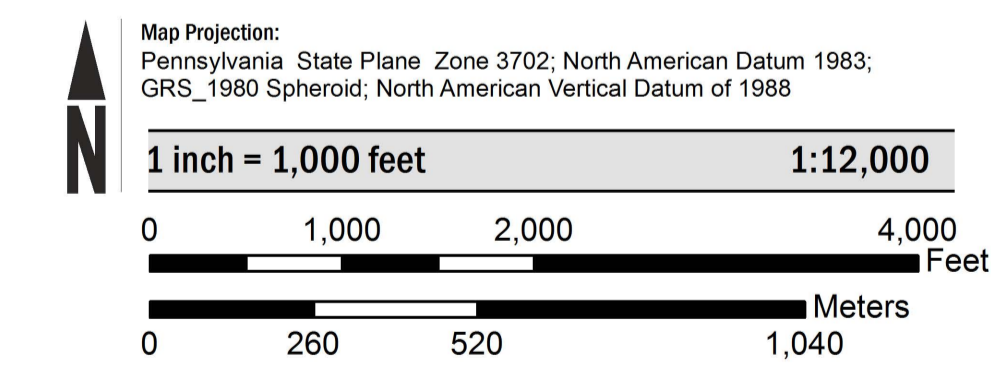 Map Projection:
Pennsylvania State Plane Zone 3702; North American Datum 1983;
GRS_1980 Spheroid; North American Vertical Datum of 1988
N
1 inch = 1,000 feet 1:12,000
0 1,000 2,000 4,000
Feet
Meters
0 260 520 1,040